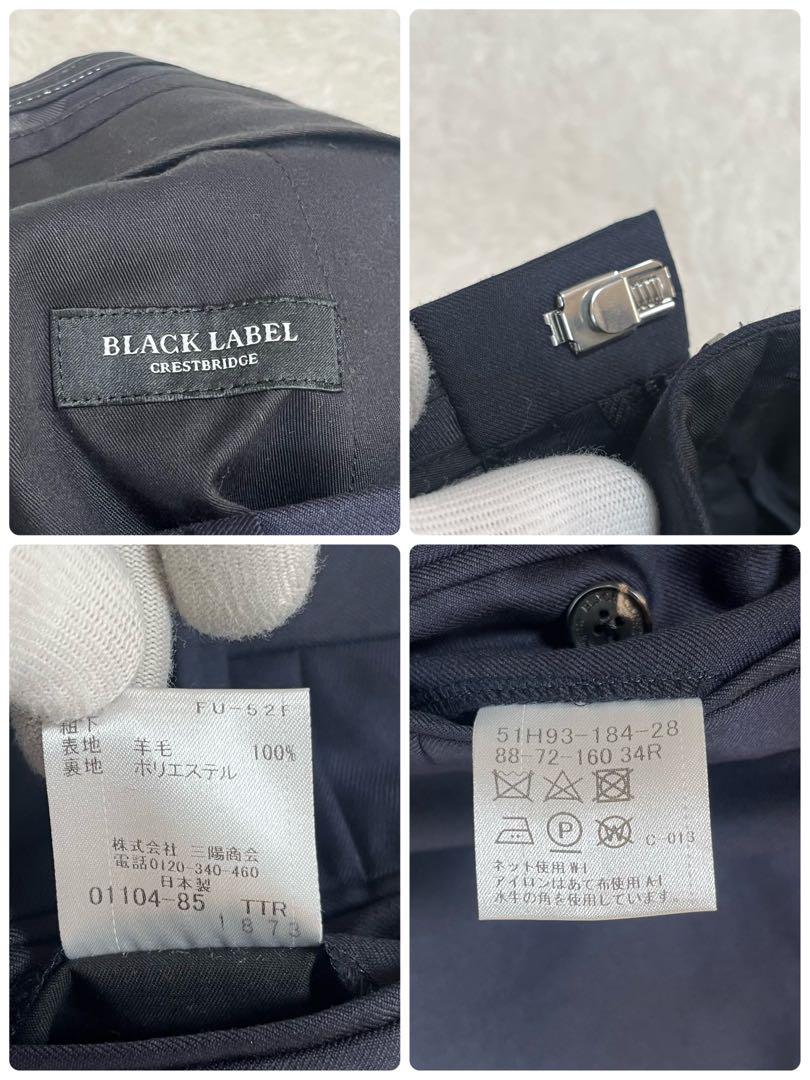 BLACK LABEL
CRESTBRIDGE
FU-52F
組下
表地 羊毛 100%
裏地 ポリエステル
株式会社 三陽商会
電話0120-340-460
日本製
01104-85 TTR
1873
51H93-184-28
88-72-160 34R
P W C-013
ネット使用 W-I
アイロンはあて布使用 A-I
水牛の角を使用しています。